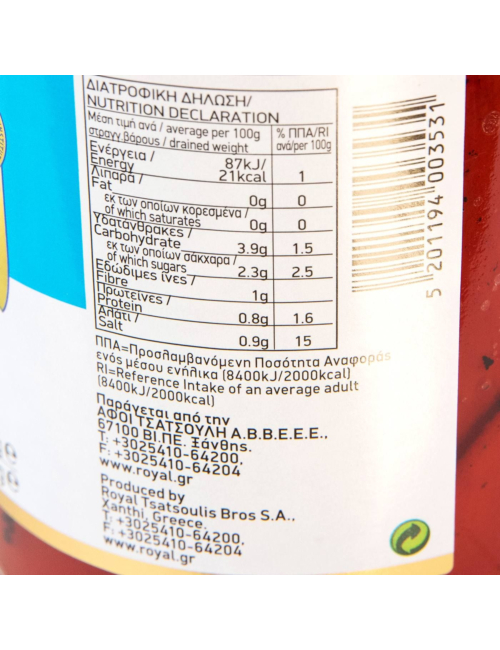 ΔΙΑΤΡΟΦΙΚΗ ΔΗΛΩΣΗ/
NUTRITION DECLARATION
Μέση τιμή ανά / average per 100g
στραγγ.βάρους / drained weight
% ΠΠΑ/RI
ανά/per 100g
Ενέργεια /
Energy
87kJ/
21kcal 1
Λιπαρά /
Fat 0g 0
εκ των οποίων κορεσμένα /
of which saturates 0g 0
Υδατάνθρακες /
Carbohydrate 3.9g 1.5
εκ των οποίων σάκχαρα /
of which sugars 2.3g 2.5
Εδώδιμες ίνες /
Fibre 1g
Πρωτεΐνες /
Protein 0.8g 1.6
Αλάτι /
Salt 0.9g 15
ΠΠΑ=Προσλαμβανόμενη Ποσότητα Αναφοράς
ενός μέσου ενήλικα (8400kJ/2000kcal)
RI=Reference Intake of an average adult
(8400kJ/2000kcal)
Παράγεται από την
ΑΦΟΙ ΤΣΑΤΣΟΥΛΗ Α.Β.Β.Ε.Ε.Ε.,
67100 ΒΙ.ΠΕ. Ξάνθης.
Τ: +3025410-64200,
F: +3025410-64204
www.royal.gr
Produced by
Royal Tsatsoulis Bros S.A.,
Xanthi, Greece.
T: +3025410-64200,
F: +3025410-64204
www.royal.gr
5 201194 003531